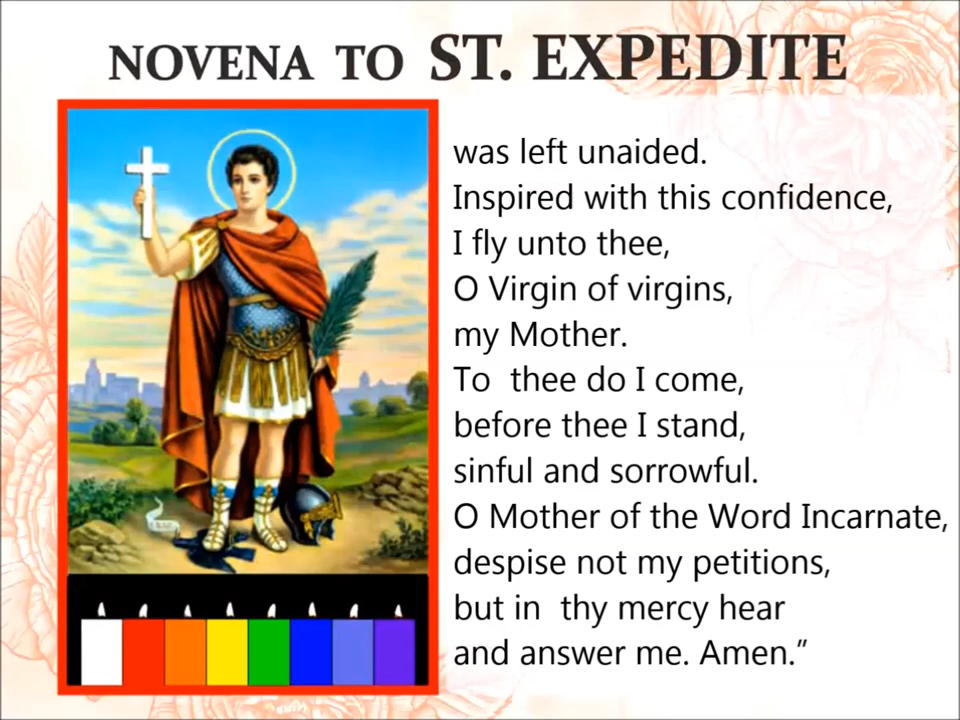 NOVENA TO ST. EXPEDITE
was left unaided.
Inspired with this confidence,
I fly unto thee,
O Virgin of virgins,
my Mother.
To thee do I come,
before thee I stand,
sinful and sorrowful.
O Mother of the Word Incarnate,
despise not my petitions,
but in thy mercy hear
and answer me. Amen.”